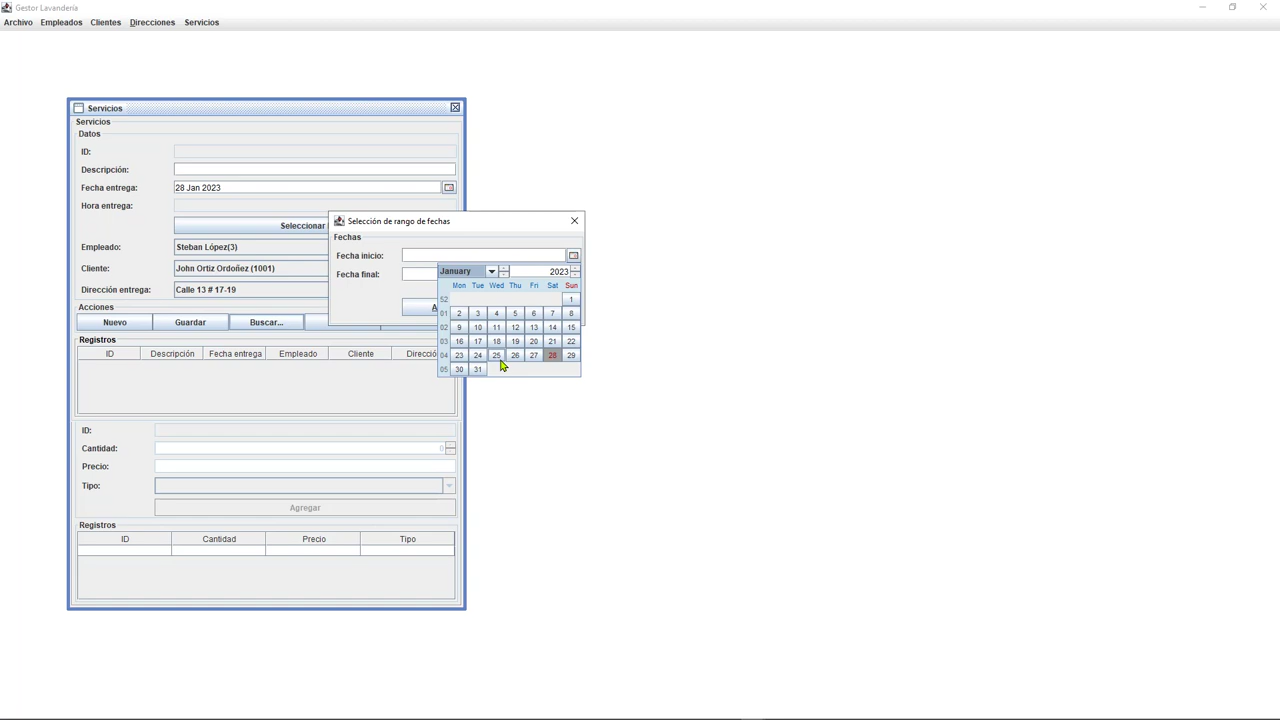 Gestor Lavandería
Archivo Empleados Clientes Direcciones Servicios
Servicios
Servicios
Datos
ID:
Descripción:
Fecha entrega: 28 Jan 2023
Hora entrega:
Seleccionar
Empleado: Steban López(3)
Cliente: John Ortiz Ordoñez (1001)
Dirección entrega: Calle 13 # 17-19
Acciones
Nuevo Guardar Buscar...
Registros
ID Descripción Fecha entrega Empleado Cliente Direcció
ID:
Cantidad: 0
Precio:
Tipo:
Agregar
Registros
ID Cantidad Precio Tipo
Selección de rango de fechas
Fechas
Fecha inicio:
Fecha final:
A
January 2023
Mon Tue Wed Thu Fri Sat Sun
52 1
01 2 3 4 5 6 7 8
02 9 10 11 12 13 14 15
03 16 17 18 19 20 21 22
04 23 24 25 26 27 28 29
05 30 31